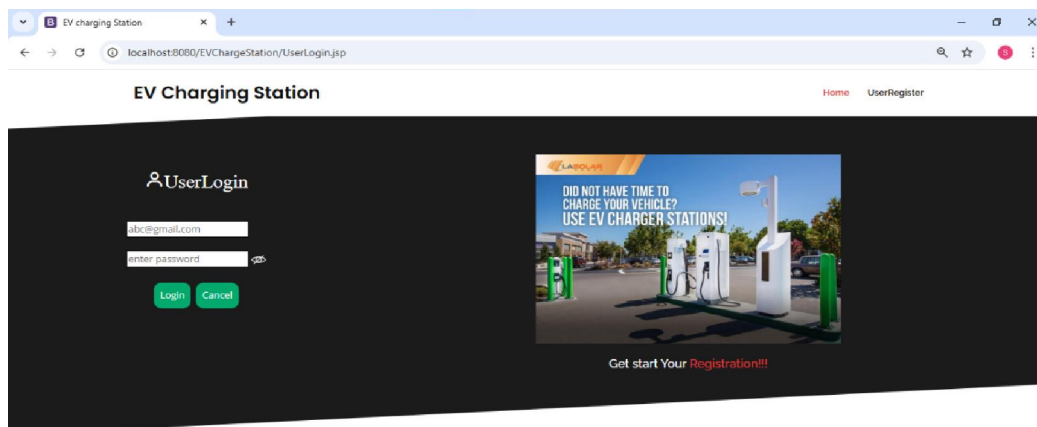 B EV charging Station
localhost:8080/EVChargeStation/UserLogin.jsp
S
EV Charging Station
Home UserRegister
UserLogin
abc@gmail.com
enter password
Login Cancel
LASOLAR
DID NOT HAVE TIME TO
CHARGE YOUR VEHICLE?
USE EV CHARGER STATIONS!
Get start Your Registration!!!